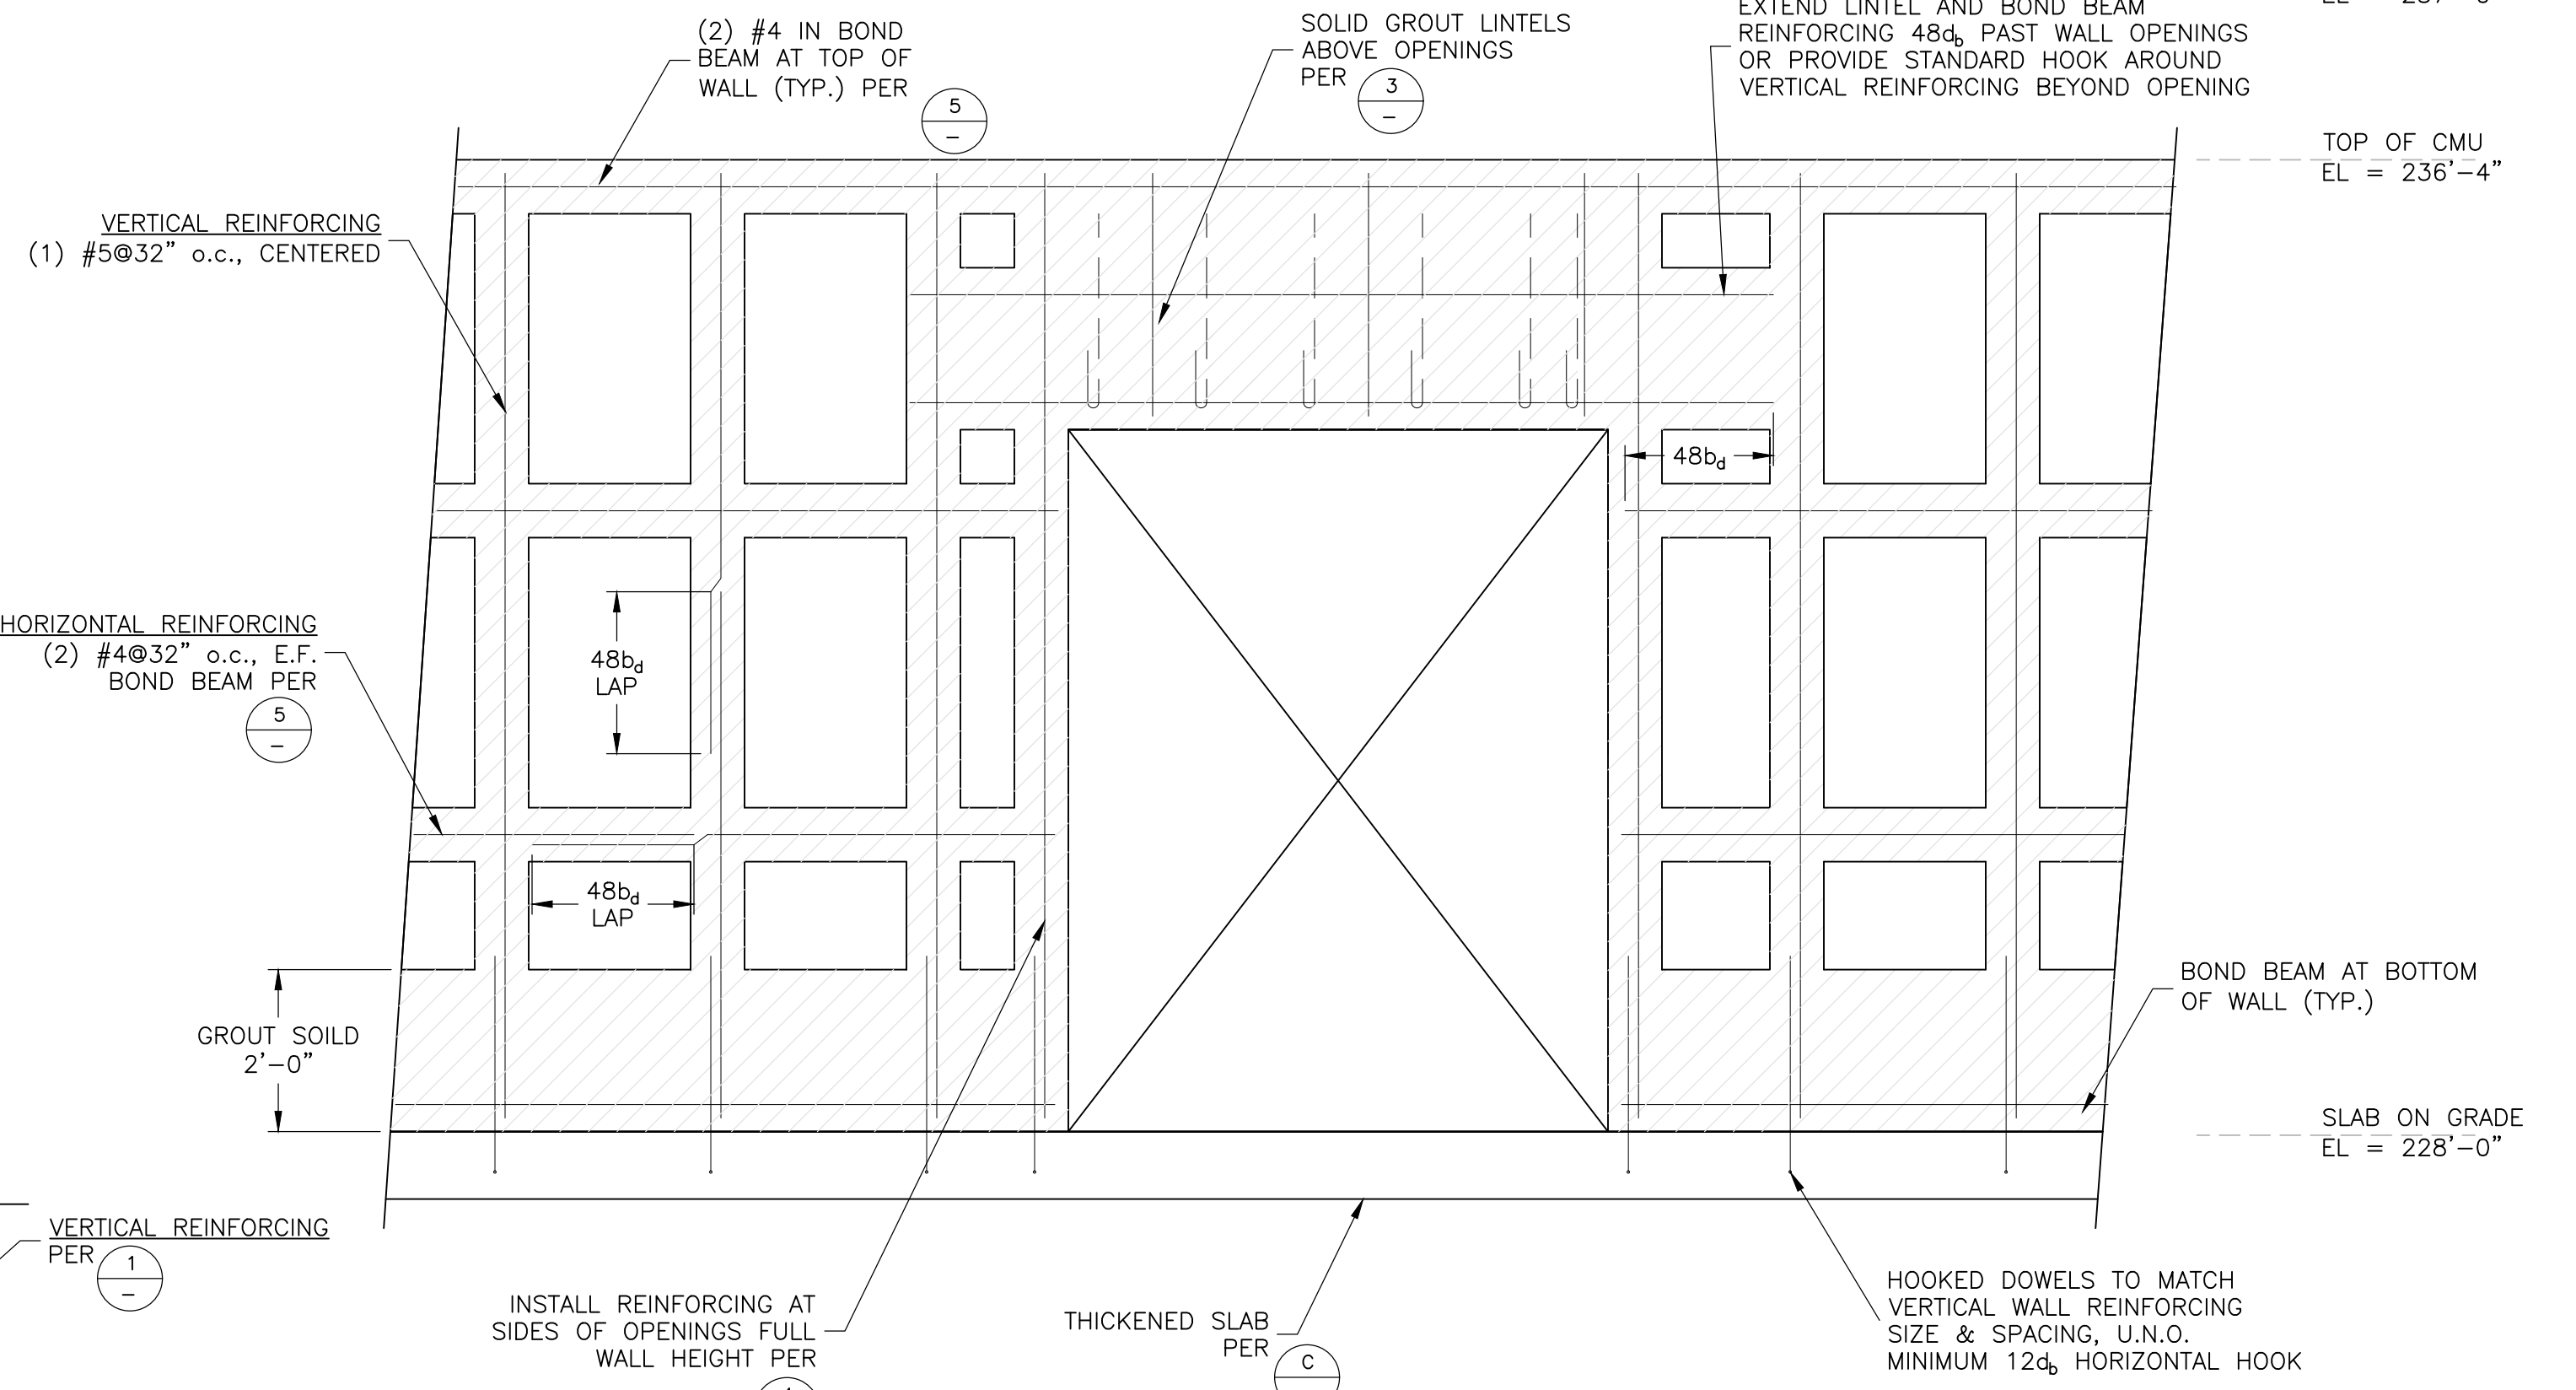 (2) #4 IN BOND
BEAM AT TOP OF
WALL (TYP.) PER
5
–
SOLID GROUT LINTELS
ABOVE OPENINGS
PER
3
–
EXTEND LINTEL AND BOND BEAM
REINFORCING 48db PAST WALL OPENINGS
OR PROVIDE STANDARD HOOK AROUND
VERTICAL REINFORCING BEYOND OPENING
TOP OF CMU
EL = 236'-4"
VERTICAL REINFORCING
(1) #5@32" o.c., CENTERED
48bd
HORIZONTAL REINFORCING
(2) #4@32" o.c., E.F.
BOND BEAM PER
5
–
48bd
LAP
48bd
LAP
GROUT SOILD
2'-0"
BOND BEAM AT BOTTOM
OF WALL (TYP.)
SLAB ON GRADE
EL = 228'-0"
VERTICAL REINFORCING
PER
1
–
INSTALL REINFORCING AT
SIDES OF OPENINGS FULL
WALL HEIGHT PER
THICKENED SLAB
PER
C
HOOKED DOWELS TO MATCH
VERTICAL WALL REINFORCING
SIZE & SPACING, U.N.O.
MINIMUM 12db HORIZONTAL HOOK